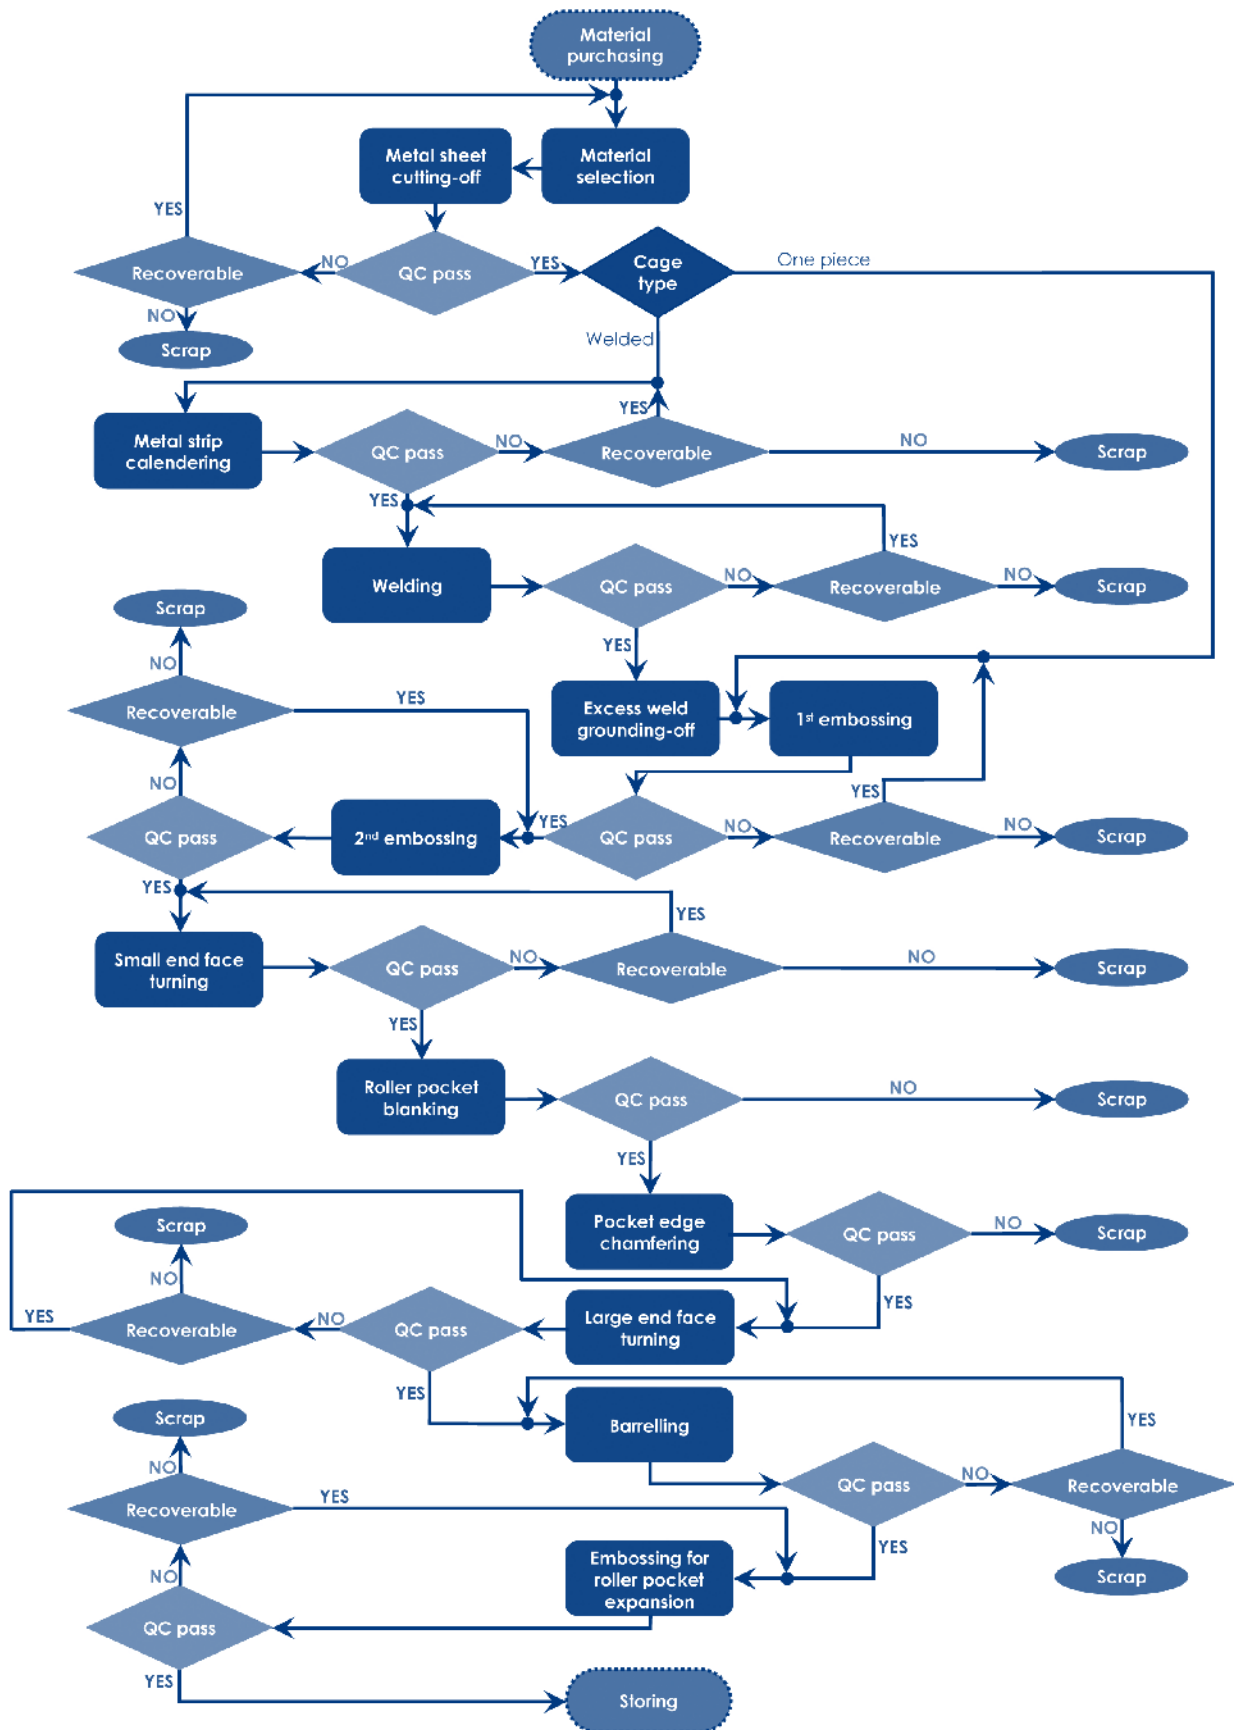 Material
purchasing
Metal sheet
cutting-off
Material
selection
YES
Recoverable
NO
QC pass
YES
Cage
type
One piece
NO
Scrap
Welded
YES
Metal strip
calendering
QC pass
NO
Recoverable
NO
Scrap
YES
YES
Welding
QC pass
NO
Recoverable
NO
Scrap
Scrap
YES
NO
Recoverable
YES
Excess weld
grounding-off
1st embossing
NO
YES
QC pass
2nd embossing
YES
QC pass
NO
Recoverable
NO
Scrap
YES
YES
Small end face
turning
QC pass
NO
Recoverable
NO
Scrap
YES
Roller pocket
blanking
QC pass
NO
Scrap
YES
Scrap
Pocket edge
chamfering
QC pass
NO
Scrap
NO
YES
Recoverable
NO
QC pass
Large end face
turning
YES
YES
Barrelling
YES
Scrap
NO
Recoverable
YES
QC pass
NO
Recoverable
YES
NO
Embossing for
roller pocket
expansion
Scrap
NO
QC pass
YES
Storing